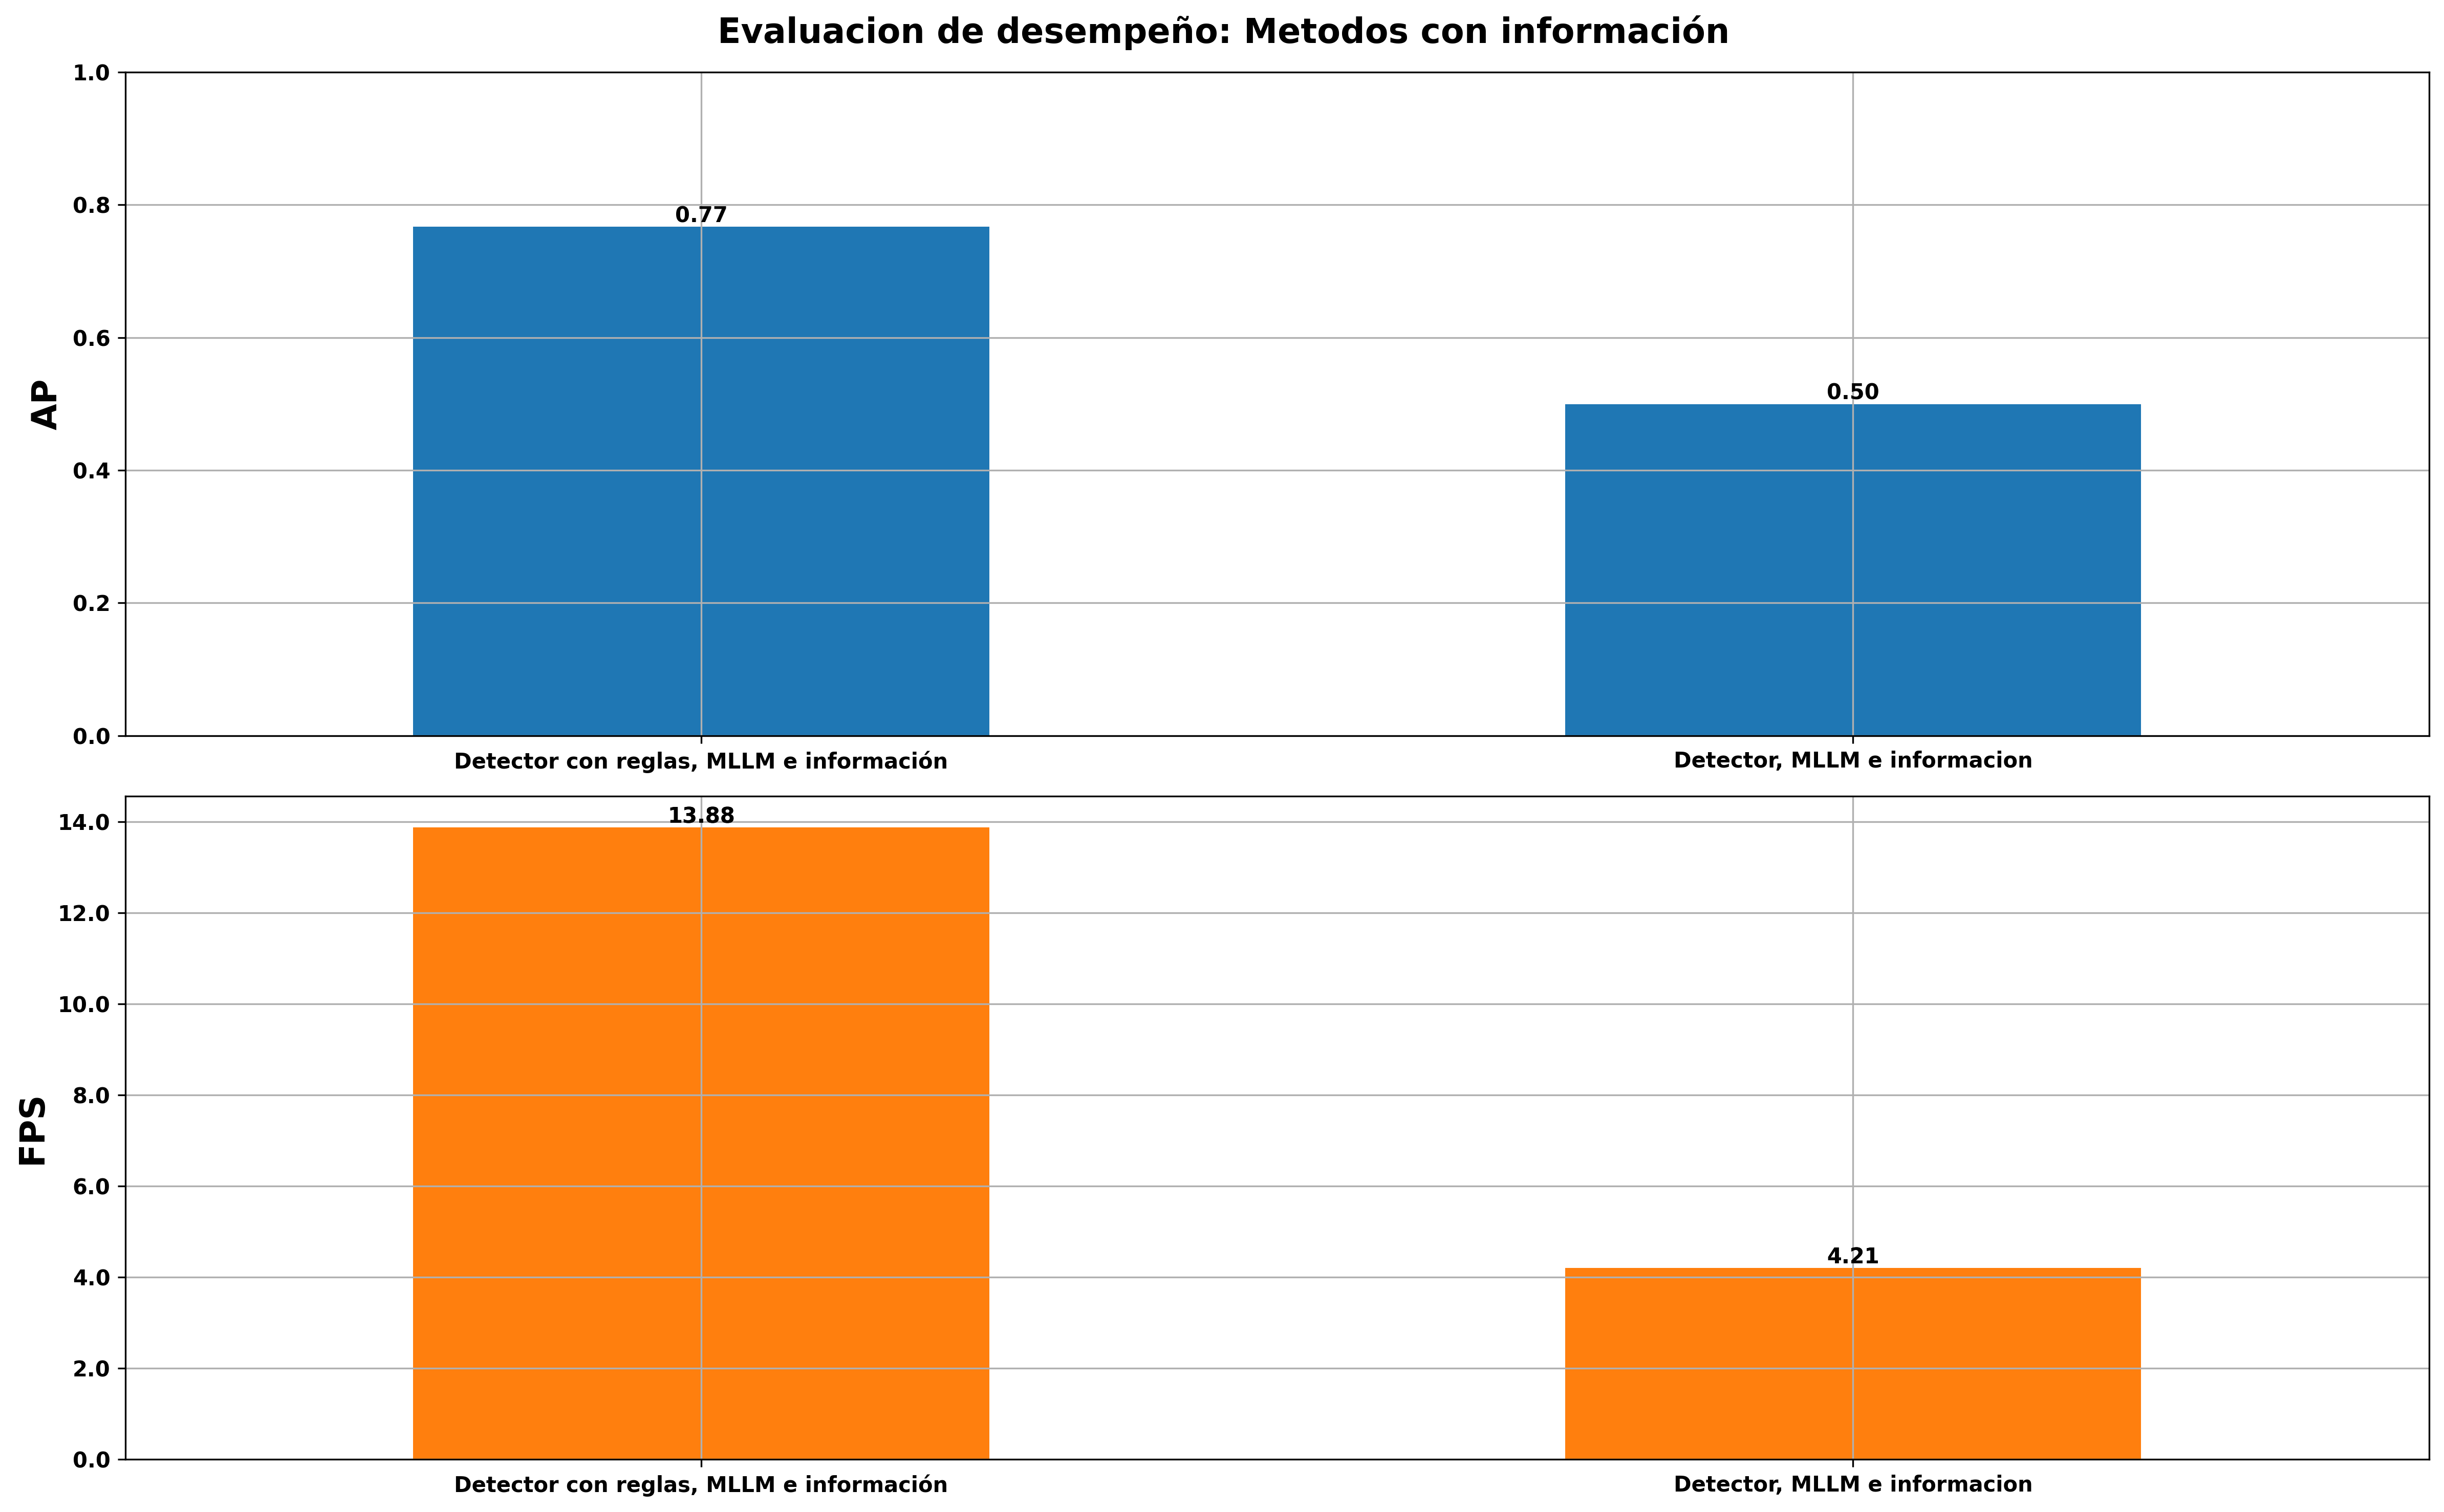 Evaluacion de desempeño: Metodos con información
1.0
0.8
0.6
0.4
0.2
0.0
AP
0.77
0.50
Detector con reglas, MLLM e información
Detector, MLLM e informacion
14.0
12.0
10.0
8.0
6.0
4.0
2.0
0.0
FPS
13.88
4.21
Detector con reglas, MLLM e información
Detector, MLLM e informacion